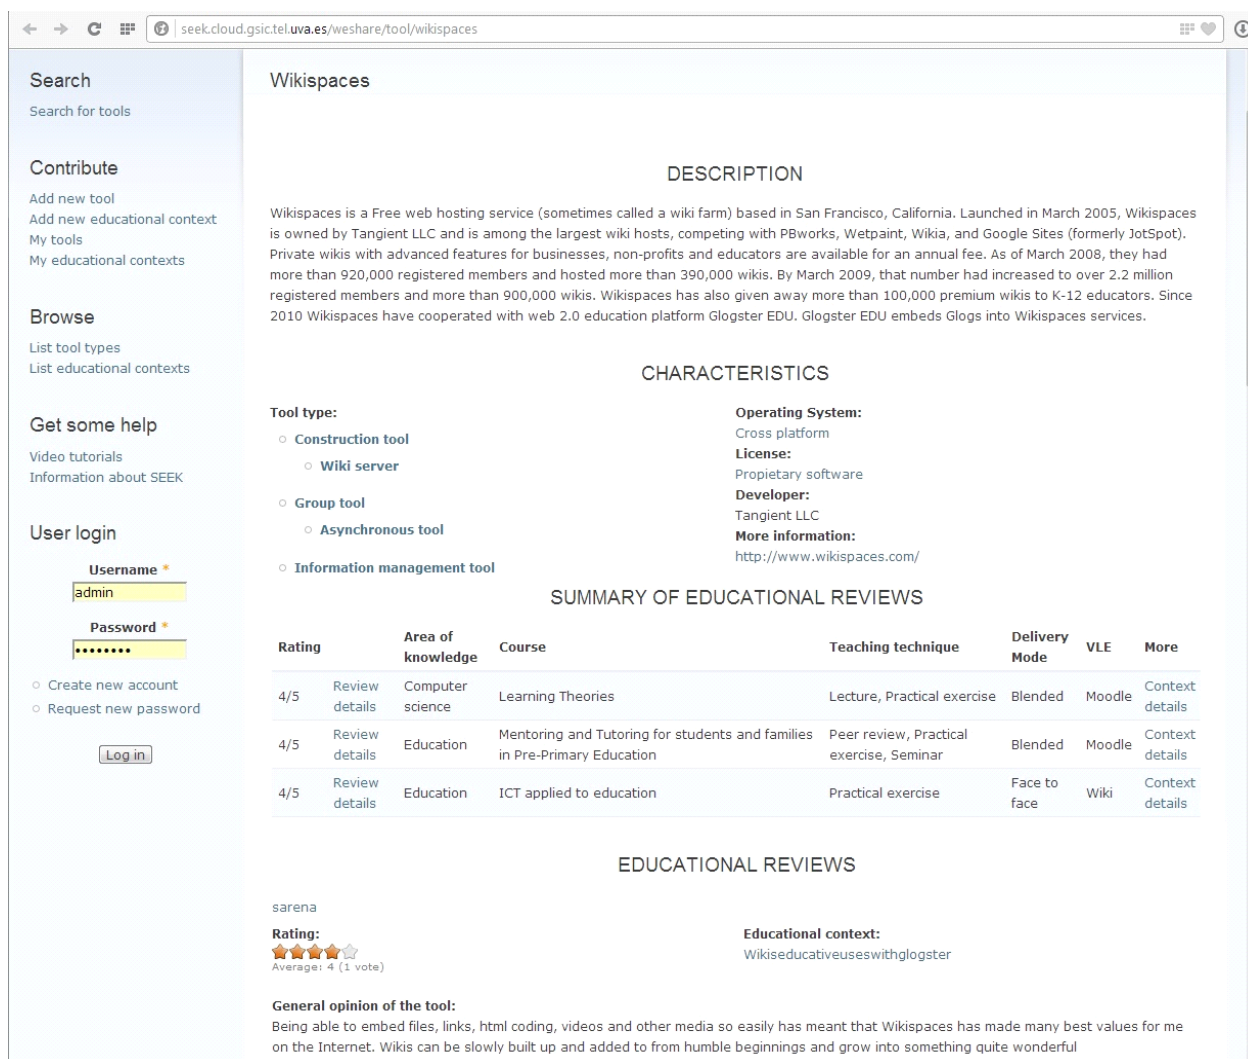 seek.cloud.gsic.tel.uva.es/weshare/tool/wikispaces
Search
Search for tools
Contribute
Add new tool
Add new educational context
My tools
My educational contexts
Browse
List tool types
List educational contexts
Get some help
Video tutorials
Information about SEEK
User login
Username *
admin
Password *
••••••••
Create new account
Request new password
Log in
Wikispaces
DESCRIPTION
Wikispaces is a Free web hosting service (sometimes called a wiki farm) based in San Francisco, California. Launched in March 2005, Wikispaces
is owned by Tangient LLC and is among the largest wiki hosts, competing with PBworks, Wetpaint, Wikia, and Google Sites (formerly JotSpot).
Private wikis with advanced features for businesses, non-profits and educators are available for an annual fee. As of March 2008, they had
more than 920,000 registered members and hosted more than 390,000 wikis. By March 2009, that number had increased to over 2.2 million
registered members and more than 900,000 wikis. Wikispaces has also given away more than 100,000 premium wikis to K-12 educators. Since
2010 Wikispaces have cooperated with web 2.0 education platform Glogster EDU. Glogster EDU embeds Glogs into Wikispaces services.
CHARACTERISTICS
Tool type:
Construction tool
Wiki server
Group tool
Asynchronous tool
Information management tool
Operating System:
Cross platform
License:
Propietary software
Developer:
Tangient LLC
More information:
http://www.wikispaces.com/
SUMMARY OF EDUCATIONAL REVIEWS
Rating Area of knowledge Course Teaching technique Delivery Mode VLE More
4/5 Review details Computer science Learning Theories Lecture, Practical exercise Blended Moodle Context details
4/5 Review details Education Mentoring and Tutoring for students and families in Pre-Primary Education Peer review, Practical exercise, Seminar Blended Moodle Context details
4/5 Review details Education ICT applied to education Practical exercise Face to face Wiki Context details
EDUCATIONAL REVIEWS
sarena
Rating:
Average: 4 (1 vote)
Educational context:
Wikiseducativeuseswithglogster
General opinion of the tool:
Being able to embed files, links, html coding, videos and other media so easily has meant that Wikispaces has made many best values for me
on the Internet. Wikis can be slowly built up and added to from humble beginnings and grow into something quite wonderful